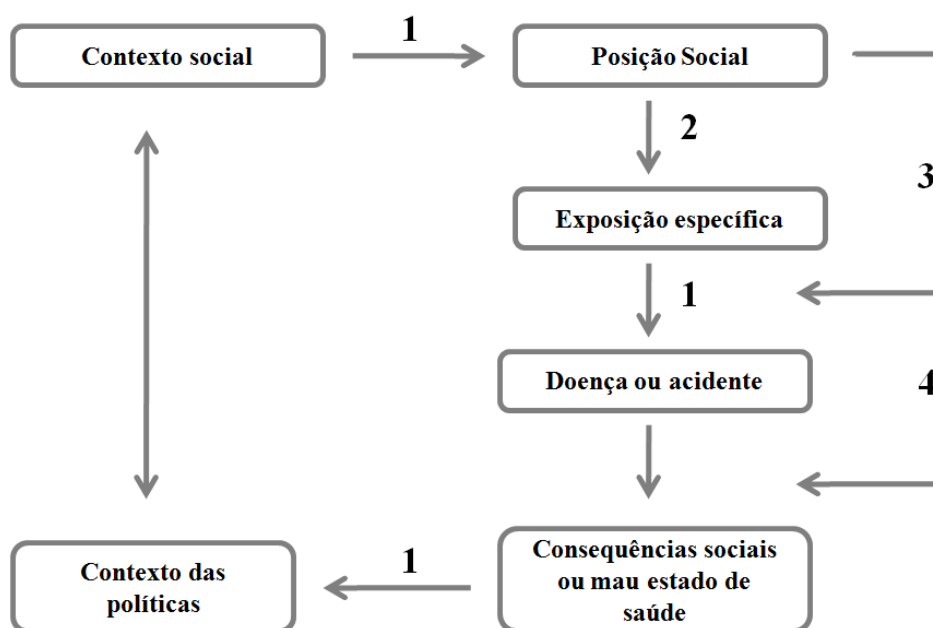 1
Contexto social
Posição Social
2
3
Exposição específica
1
Doença ou acidente
4
Consequências sociais
ou mau estado de
saúde
1
Contexto das
políticas